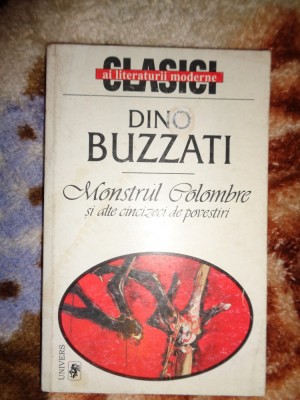 CLASICI
ai literaturii moderne
DINO
BUZZATI
Monstrul Colombre
și alte cincizeci de povestiri
UNIVERS